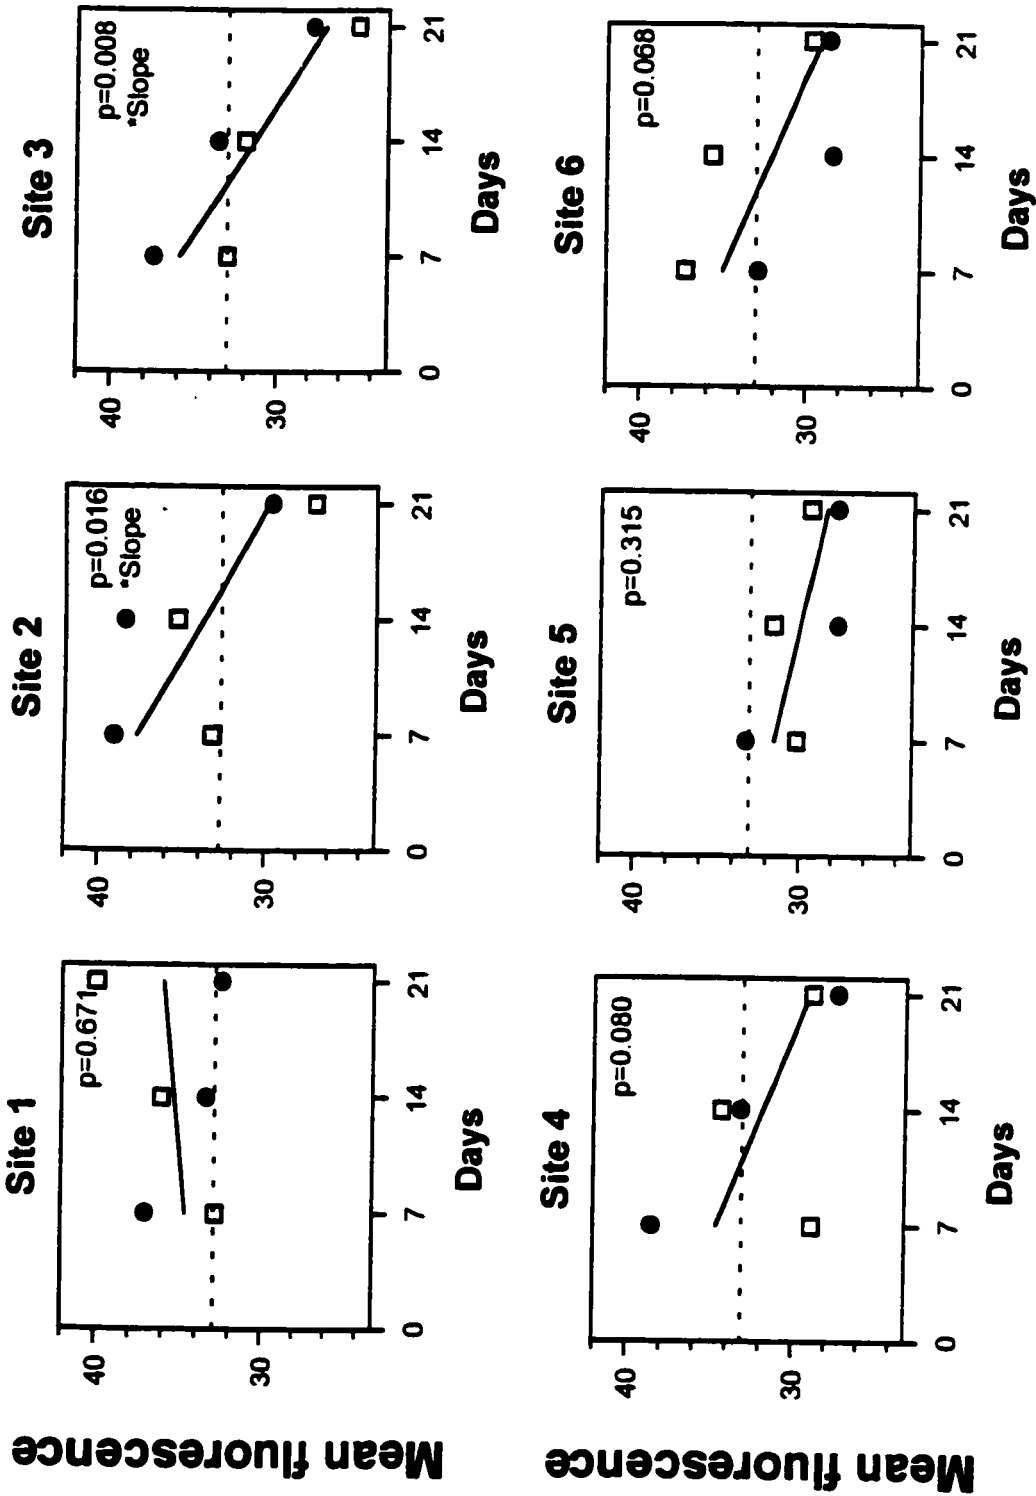 Site 1
Mean fluorescence
40
30
p=0.671
0
7
14
21
Days
Site 2
40
30
p=0.016
*Slope
0
7
14
21
Days
Site 3
40
30
p=0.008
*Slope
0
7
14
21
Days
Site 4
Mean fluorescence
40
30
p=0.080
0
7
14
21
Days
Site 5
40
30
p=0.315
0
7
14
21
Days
Site 6
40
30
p=0.068
0
7
14
21
Days